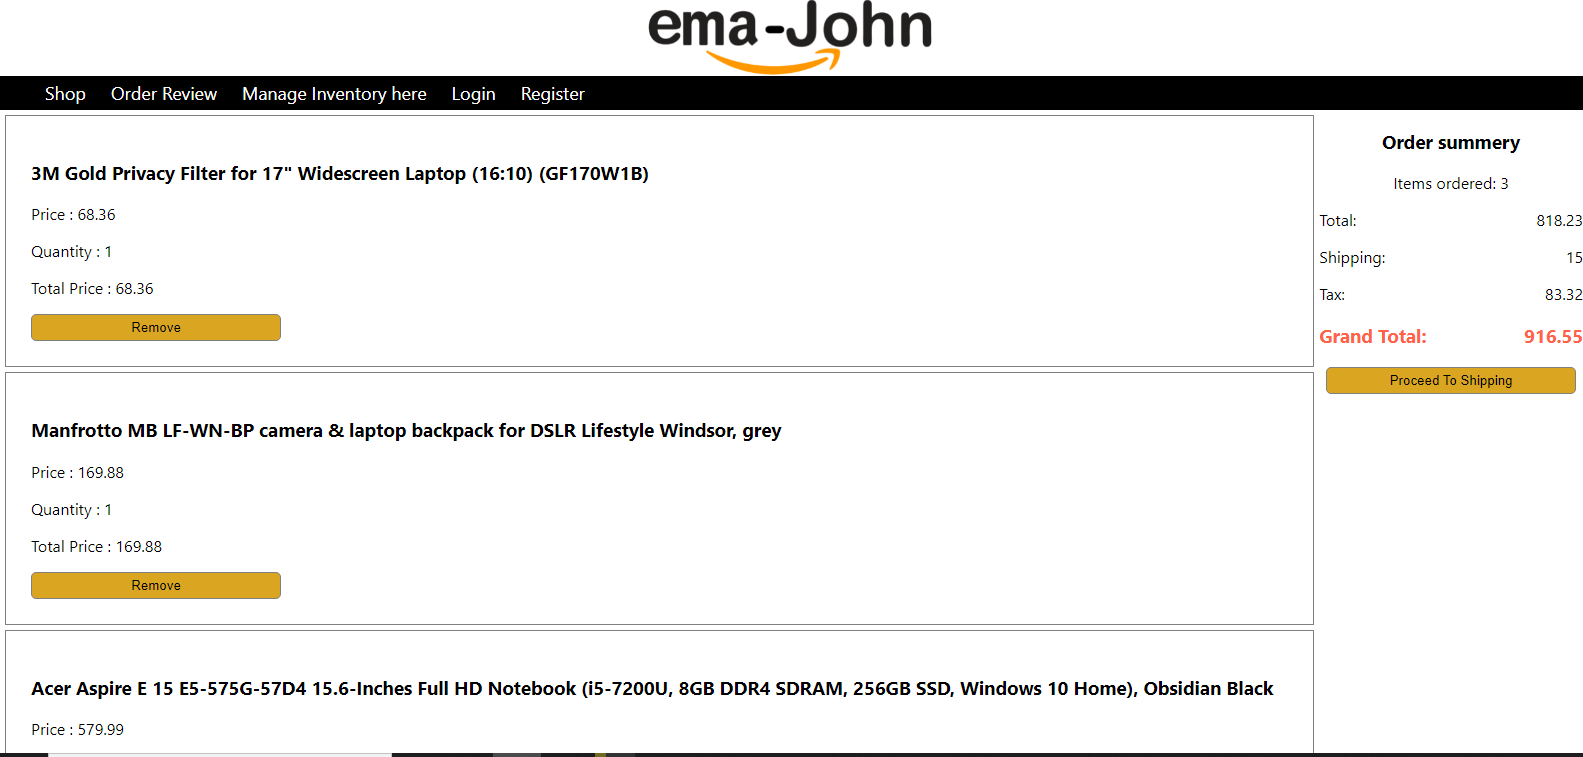 ema-John
Shop Order Review Manage Inventory here Login Register
3M Gold Privacy Filter for 17" Widescreen Laptop (16:10) (GF170W1B)
Price : 68.36
Quantity : 1
Total Price : 68.36
Remove
Manfrotto MB LF-WN-BP camera & laptop backpack for DSLR Lifestyle Windsor, grey
Price : 169.88
Quantity : 1
Total Price : 169.88
Remove
Acer Aspire E 15 E5-575G-57D4 15.6-Inches Full HD Notebook (i5-7200U, 8GB DDR4 SDRAM, 256GB SSD, Windows 10 Home), Obsidian Black
Price : 579.99
Order summery
Items ordered: 3
Total: 818.23
Shipping: 15
Tax: 83.32
Grand Total: 916.55
Proceed To Shipping